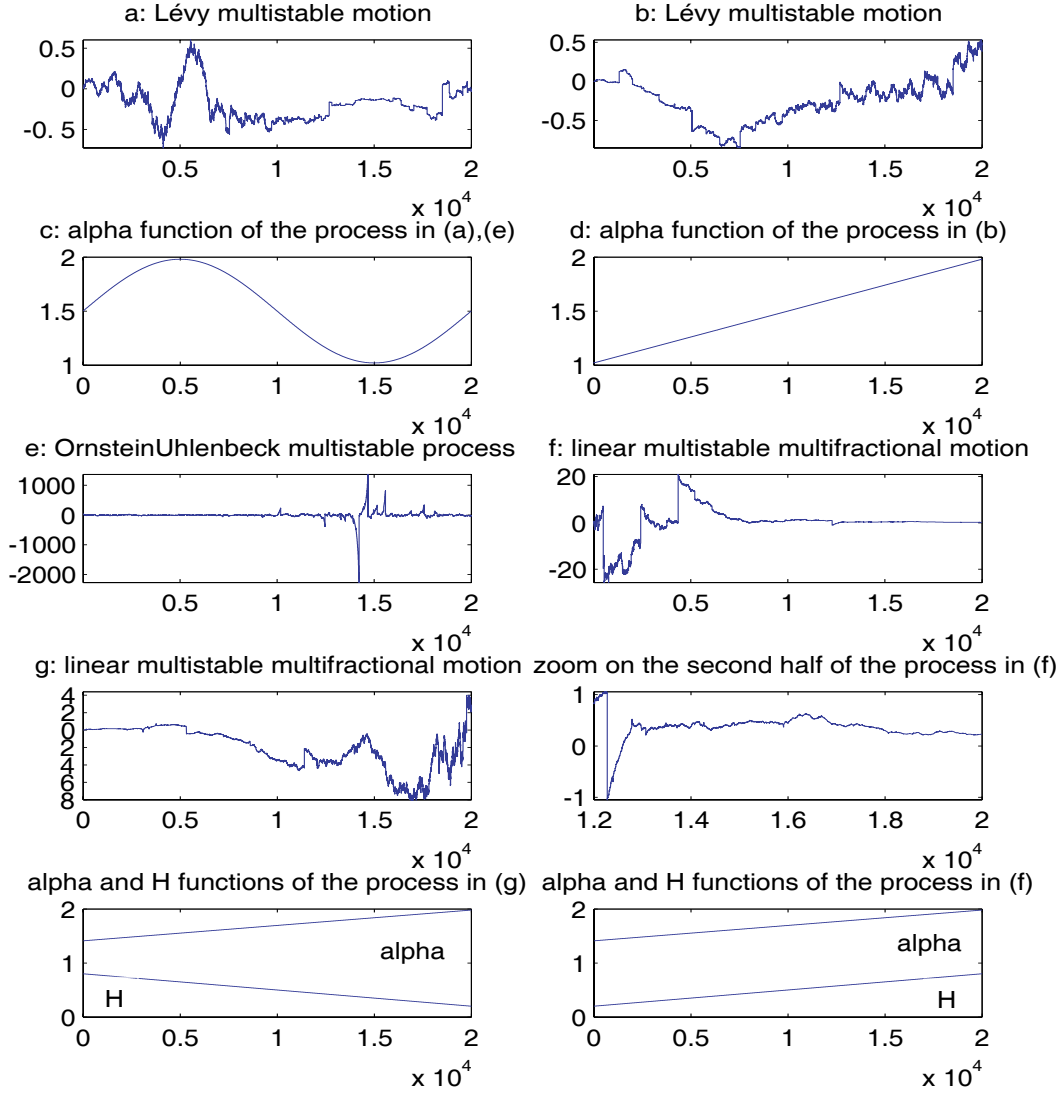 a: Lévy multistable motion
b: Lévy multistable motion
0.5
0
-0.5
0.5 1 1.5 2
x 10^4
0.5
0
-0.5
0.5 1 1.5 2
x 10^4
c: alpha function of the process in (a),(e)
d: alpha function of the process in (b)
2
1.5
1
0 0.5 1 1.5 2
x 10^4
2
1.5
1
0 0.5 1 1.5 2
x 10^4
e: OrnsteinUhlenbeck multistable process
f: linear multistable multifractional motion
1000
0
-1000
-2000
0.5 1 1.5 2
x 10^4
20
0
-20
0.5 1 1.5 2
x 10^4
g: linear multistable multifractional motion
zoom on the second half of the process in (f)
4
2
0
2
4
6
8
0.5 1 1.5 2
x 10^4
1
0
-1
1.2 1.4 1.6 1.8 2
x 10^4
alpha and H functions of the process in (g)
alpha and H functions of the process in (f)
2
1
0
alpha
H
0 0.5 1 1.5 2
x 10^4
2
1
0
alpha
H
0 0.5 1 1.5 2
x 10^4